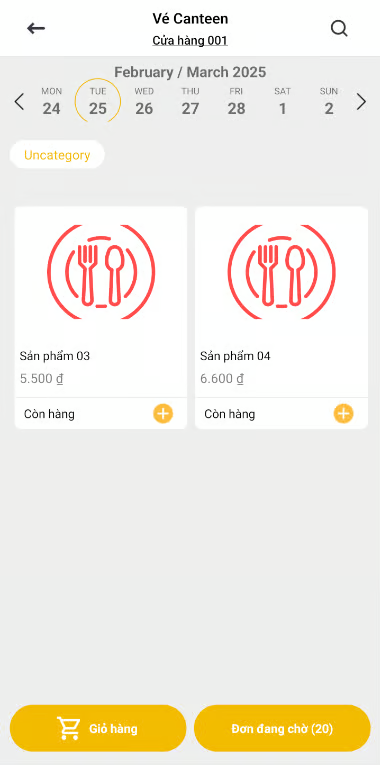 Vé Canteen
Cửa hàng 001
February / March 2025
MON TUE WED THU FRI SAT SUN
24 25 26 27 28 1 2
Uncategory
Sản phẩm 03 Sản phẩm 04
5.500 ₫ 6.600 ₫
Còn hàng Còn hàng
Giỏ hàng Đơn đang chờ (20)